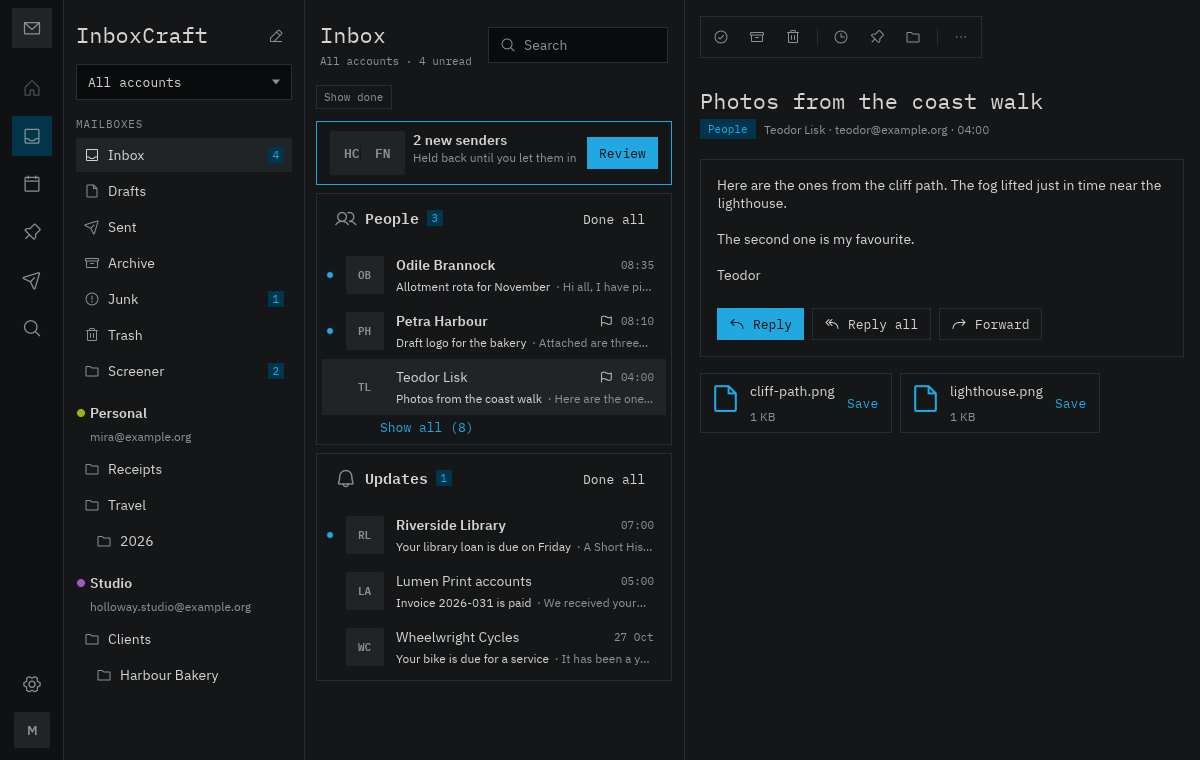 InboxCraft
All accounts
MAILBOXES
Inbox 4
Drafts
Sent
Archive
Junk 1
Trash
Screener 2
Personal
mira@example.org
Receipts
Travel
2026
Studio
holloway.studio@example.org
Clients
Harbour Bakery
M
Inbox
All accounts · 4 unread
Search
Show done
HC FN
2 new senders
Held back until you let them in
Review
People 3
Done all
OB
Odile Brannock 08:35
Allotment rota for November · Hi all, I have pi…
PH
Petra Harbour 08:10
Draft logo for the bakery · Attached are three…
TL
Teodor Lisk 04:00
Photos from the coast walk · Here are the one…
Show all (8)
Updates 1
Done all
RL
Riverside Library 07:00
Your library loan is due on Friday · A Short His…
LA
Lumen Print accounts 05:00
Invoice 2026-031 is paid · We received your…
WC
Wheelwright Cycles 27 Oct
Your bike is due for a service · It has been a y…
Photos from the coast walk
People Teodor Lisk · teodor@example.org · 04:00
Here are the ones from the cliff path. The fog lifted just in time near the
lighthouse.
The second one is my favourite.
Teodor
Reply
Reply all
Forward
cliff-path.png
1 KB
Save
lighthouse.png
1 KB
Save